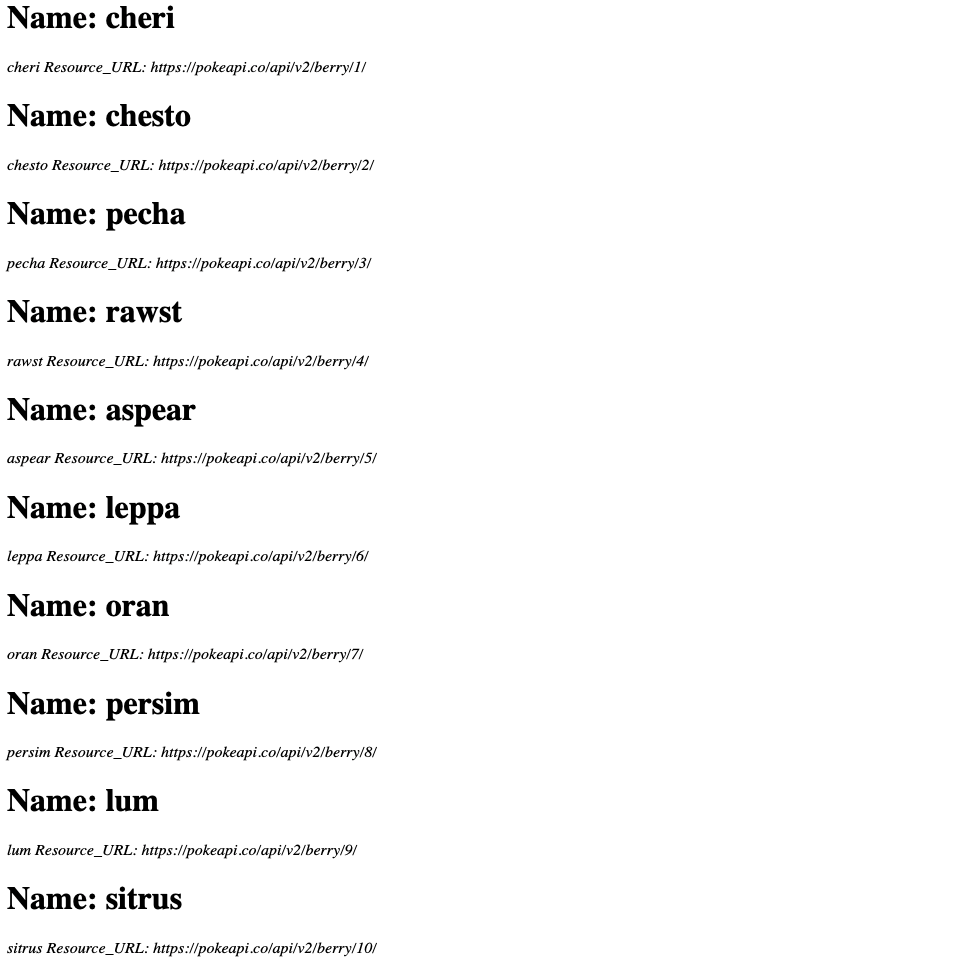 Name: cheri
cheri Resource_URL: https://pokeapi.co/api/v2/berry/1/
Name: chesto
chesto Resource_URL: https://pokeapi.co/api/v2/berry/2/
Name: pecha
pecha Resource_URL: https://pokeapi.co/api/v2/berry/3/
Name: rawst
rawst Resource_URL: https://pokeapi.co/api/v2/berry/4/
Name: aspear
aspear Resource_URL: https://pokeapi.co/api/v2/berry/5/
Name: leppa
leppa Resource_URL: https://pokeapi.co/api/v2/berry/6/
Name: oran
oran Resource_URL: https://pokeapi.co/api/v2/berry/7/
Name: persim
persim Resource_URL: https://pokeapi.co/api/v2/berry/8/
Name: lum
lum Resource_URL: https://pokeapi.co/api/v2/berry/9/
Name: sitrus
sitrus Resource_URL: https://pokeapi.co/api/v2/berry/10/